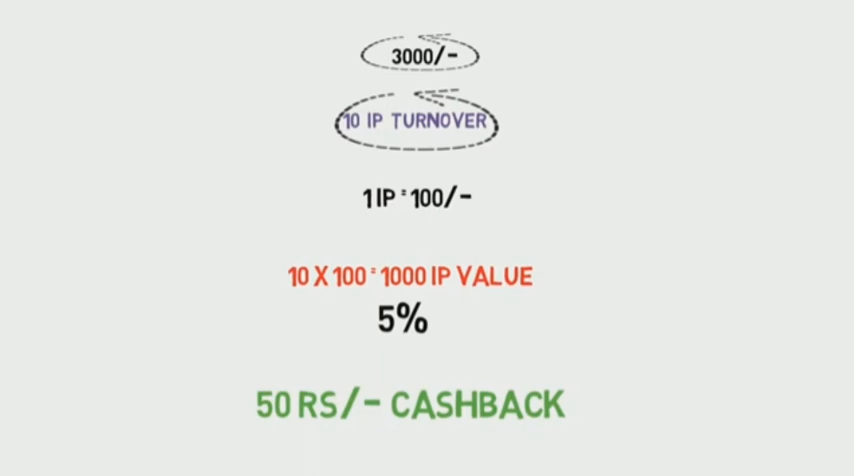 3000/-
10 IP TURNOVER
1 IP = 100/-
10 X 100 = 1000 IP VALUE
5%
50 RS/- CASHBACK